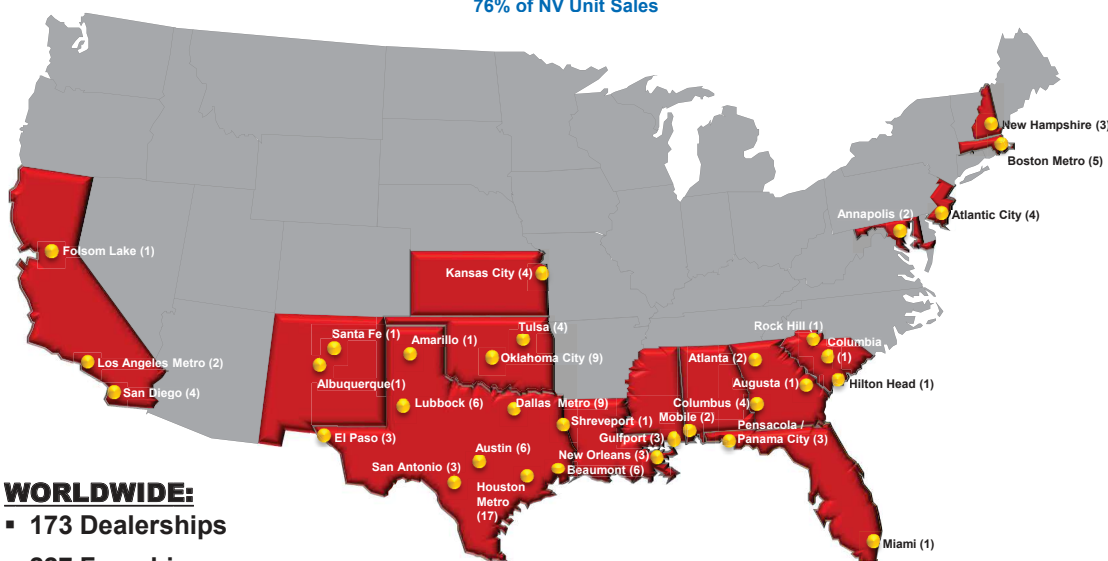 76% of NV Unit Sales
New Hampshire (3)
Boston Metro (5)
Annapolis (2)
Atlantic City (4)
Folsom Lake (1)
Kansas City (4)
Tulsa (4)
Santa Fe (1)
Amarillo (1)
Oklahoma City (9)
Rock Hill (1)
Columbia
(1)
Los Angeles Metro (2)
Atlanta (2)
San Diego (4)
Albuquerque(1)
Augusta (1)
Hilton Head (1)
Lubbock (6)
Dallas Metro (9)
Columbus (4)
Shreveport (1)
Mobile (2)
Pensacola /
Panama City (3)
El Paso (3)
Gulfport (3)
Austin (6)
New Orleans (3)
San Antonio (3)
Beaumont (6)
Houston
Metro
(17)
WORLDWIDE:
▪ 173 Dealerships
Miami (1)